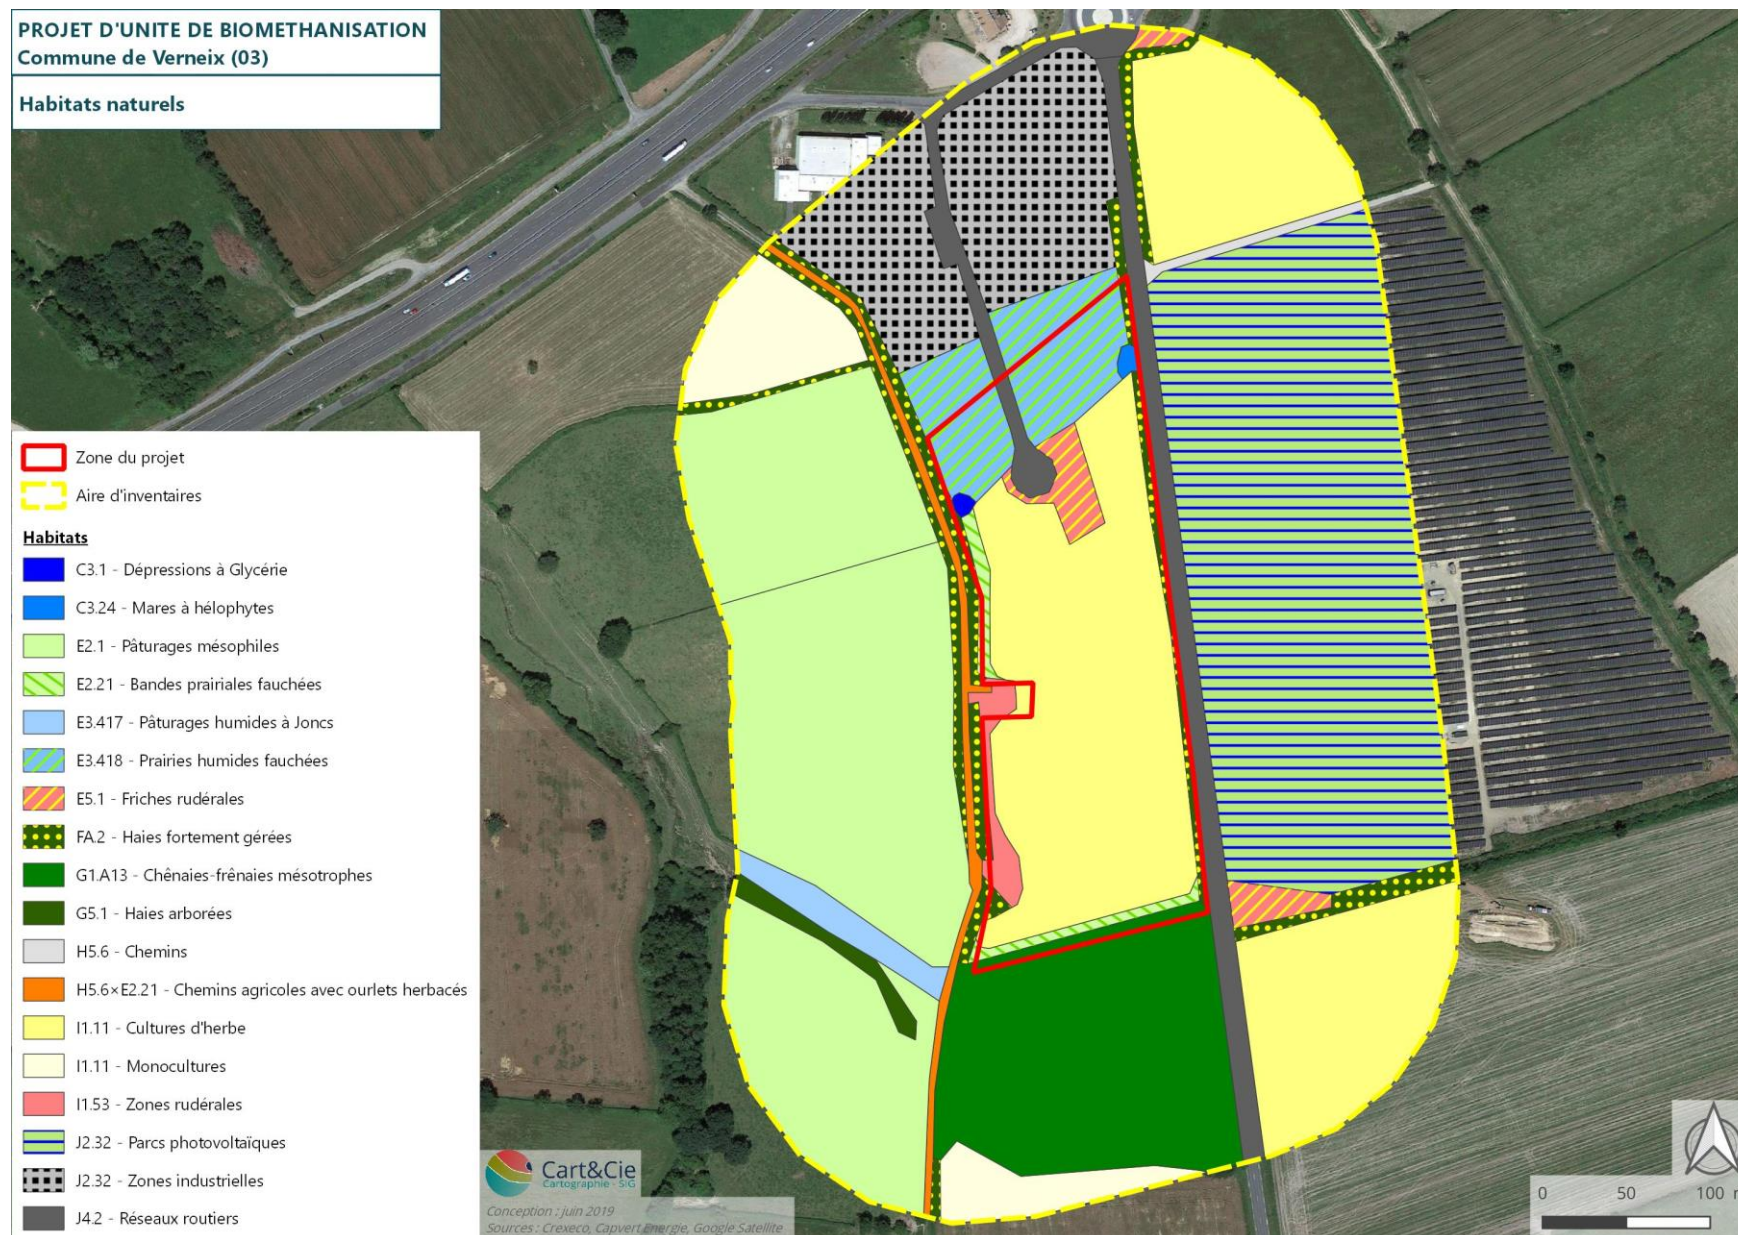 PROJET D'UNITE DE BIOMETHANISATION
Commune de Verneix (03)
Habitats naturels
Zone du projet
Aire d'inventaires
Habitats
C3.1 - Dépressions à Glycérie
C3.24 - Mares à hélophytes
E2.1 - Pâturages mésophiles
E2.21 - Bandes prairiales fauchées
E3.417 - Pâturages humides à Joncs
E3.418 - Prairies humides fauchées
E5.1 - Friches rudérales
FA.2 - Haies fortement gérées
G1.A13 - Chênaies-frênaies mésotrophes
G5.1 - Haies arborées
H5.6 - Chemins
H5.6×E2.21 - Chemins agricoles avec ourlets herbacés
I1.11 - Cultures d'herbe
I1.11 - Monocultures
I1.53 - Zones rudérales
J2.32 - Parcs photovoltaïques
J2.32 - Zones industrielles
J4.2 - Réseaux routiers
Cart&Cie
Cartographie - SIG
Conception : juin 2019
Sources : Crexeco, Capvert Energie, Google Satellite
0 50 100 m